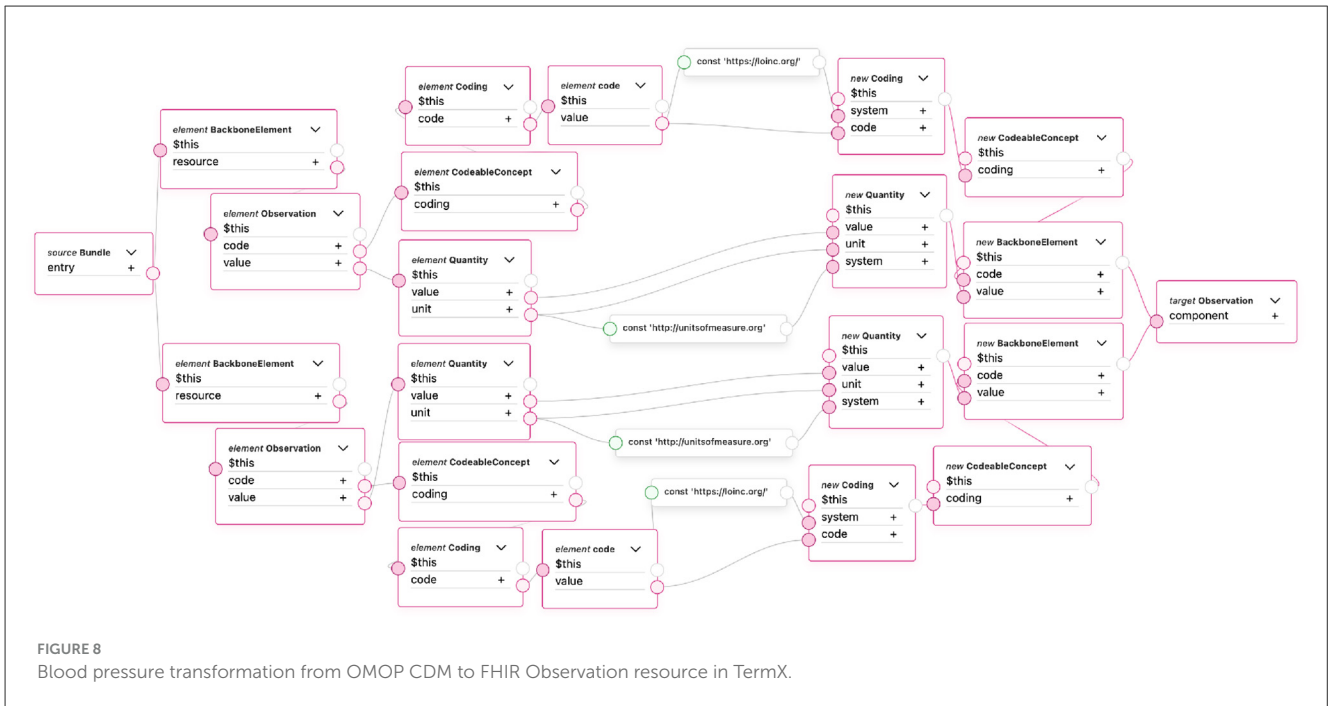 source Bundle
entry +
element BackboneElement
$this
resource +
element Observation
$this
code +
value +
element BackboneElement
$this
resource +
element Observation
$this
code +
value +
element Coding
$this
code +
element code
$this
value
element CodeableConcept
$this
coding +
element Quantity
$this
value +
unit +
element Quantity
$this
value +
unit +
element CodeableConcept
$this
coding +
element Coding
$this
code +
element code
$this
value
const 'https://loinc.org/'
const 'http://unitsofmeasure.org'
const 'http://unitsofmeasure.org'
const 'https://loinc.org/'
new Coding
$this
system +
code +
new CodeableConcept
$this
coding +
new Quantity
$this
value +
unit +
system +
new BackboneElement
$this
code +
value +
new Quantity
$this
value +
unit +
system +
new BackboneElement
$this
code +
value +
new Coding
$this
system +
code +
new CodeableConcept
$this
coding +
target Observation
component +
FIGURE 8
Blood pressure transformation from OMOP CDM to FHIR Observation resource in TermX.